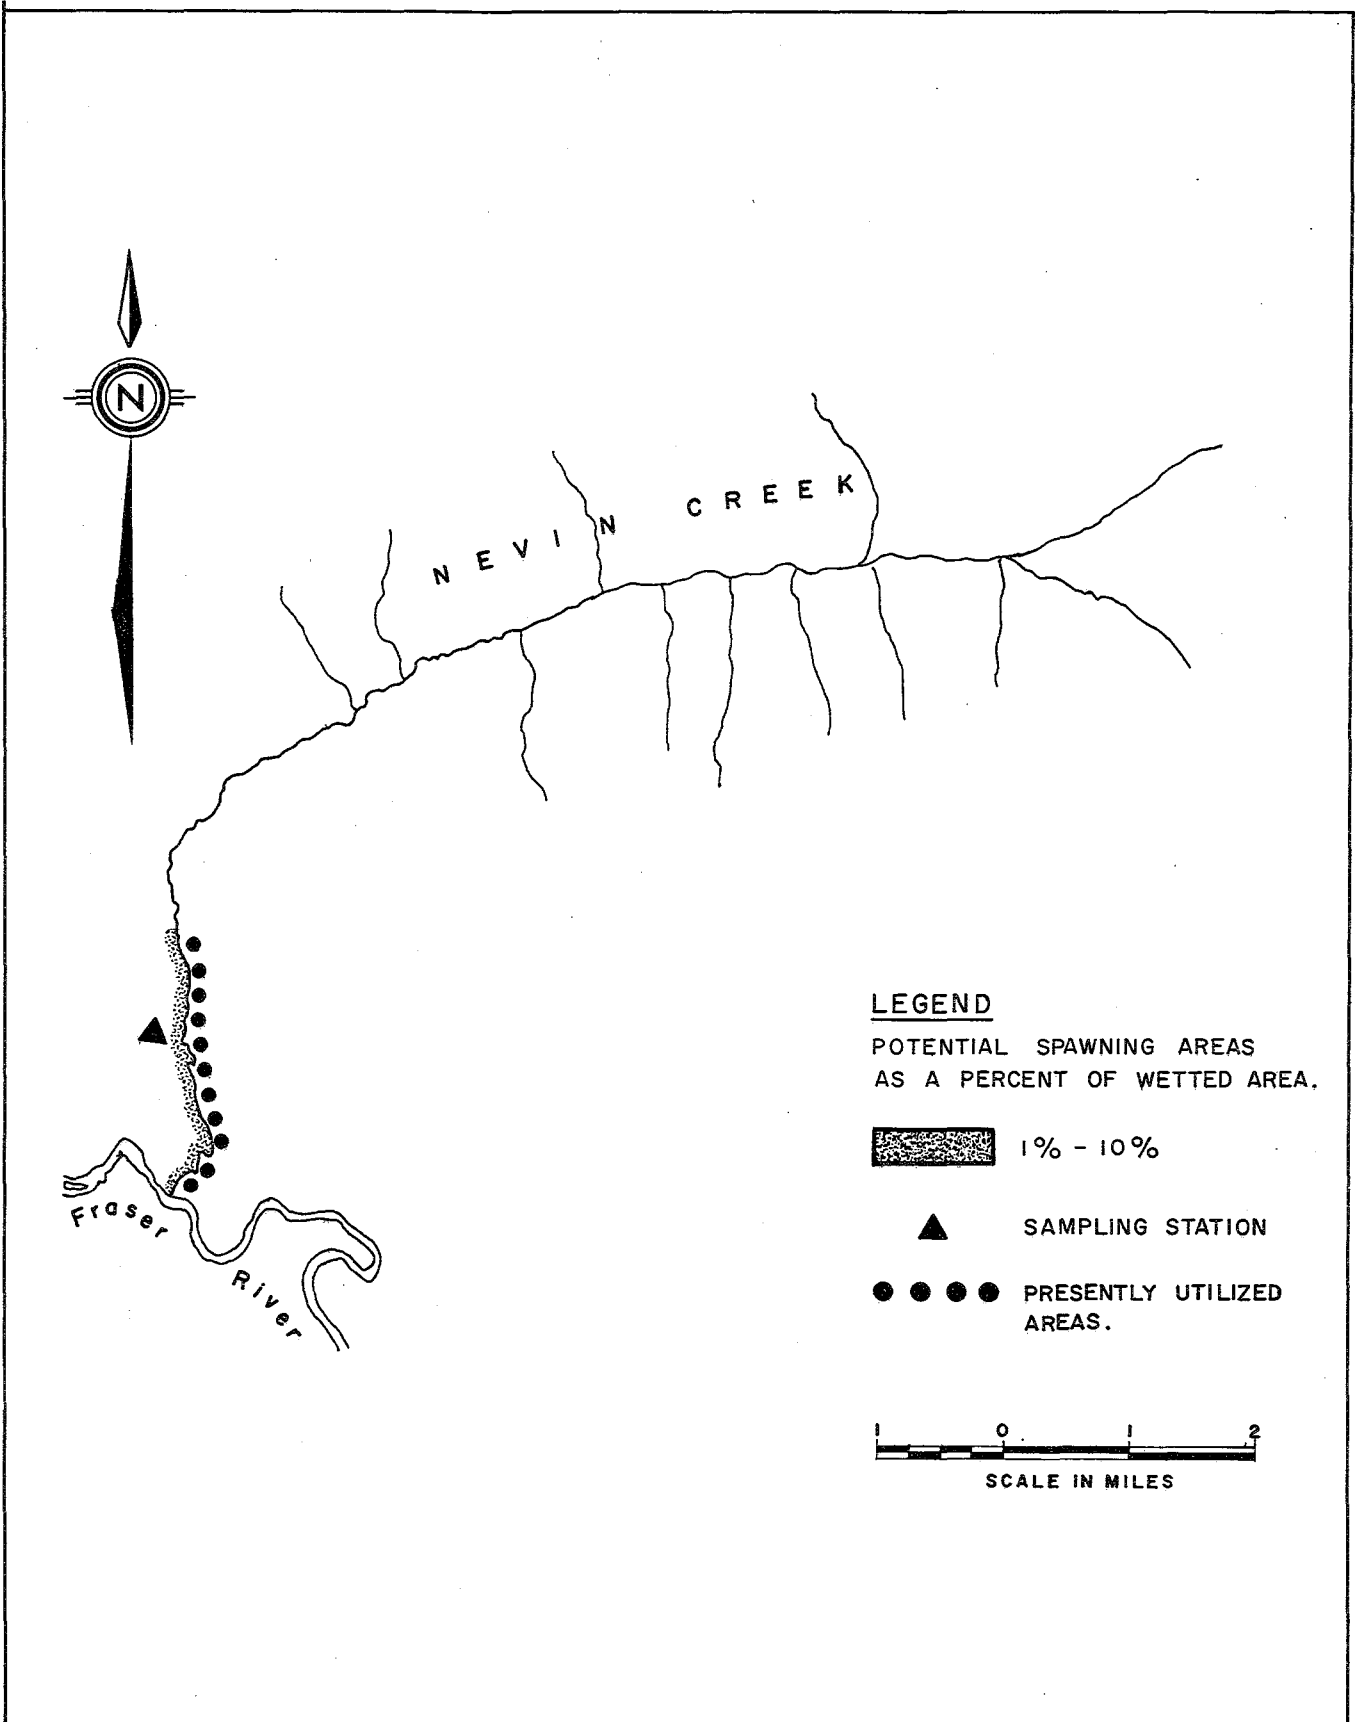 N
NEVIN CREEK
Fraser
River
LEGEND
POTENTIAL SPAWNING AREAS
AS A PERCENT OF WETTED AREA.
1% - 10%
SAMPLING STATION
PRESENTLY UTILIZED
AREAS.
1 0 1 2
SCALE IN MILES